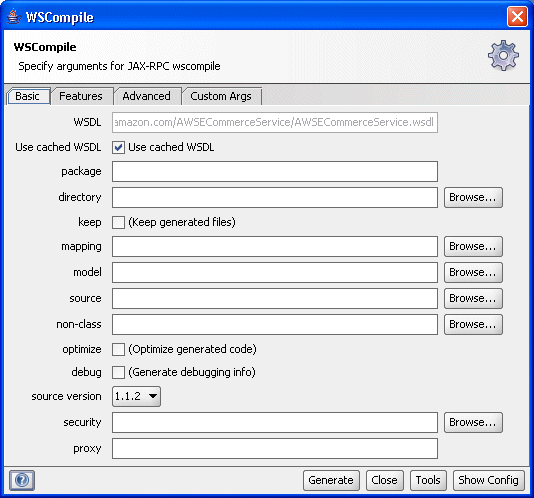 WSCompile
WSCompile
Specify arguments for JAX-RPC wscompile
Basic Features Advanced Custom Args
WSDL amazon.com/AWSECommerceService/AWSECommerceService.wsdl
Use cached WSDL Use cached WSDL
package
directory Browse...
keep (Keep generated files)
mapping Browse...
model Browse...
source Browse...
non-class Browse...
optimize (Optimize generated code)
debug (Generate debugging info)
source version 1.1.2
security Browse...
proxy
Generate Close Tools Show Config